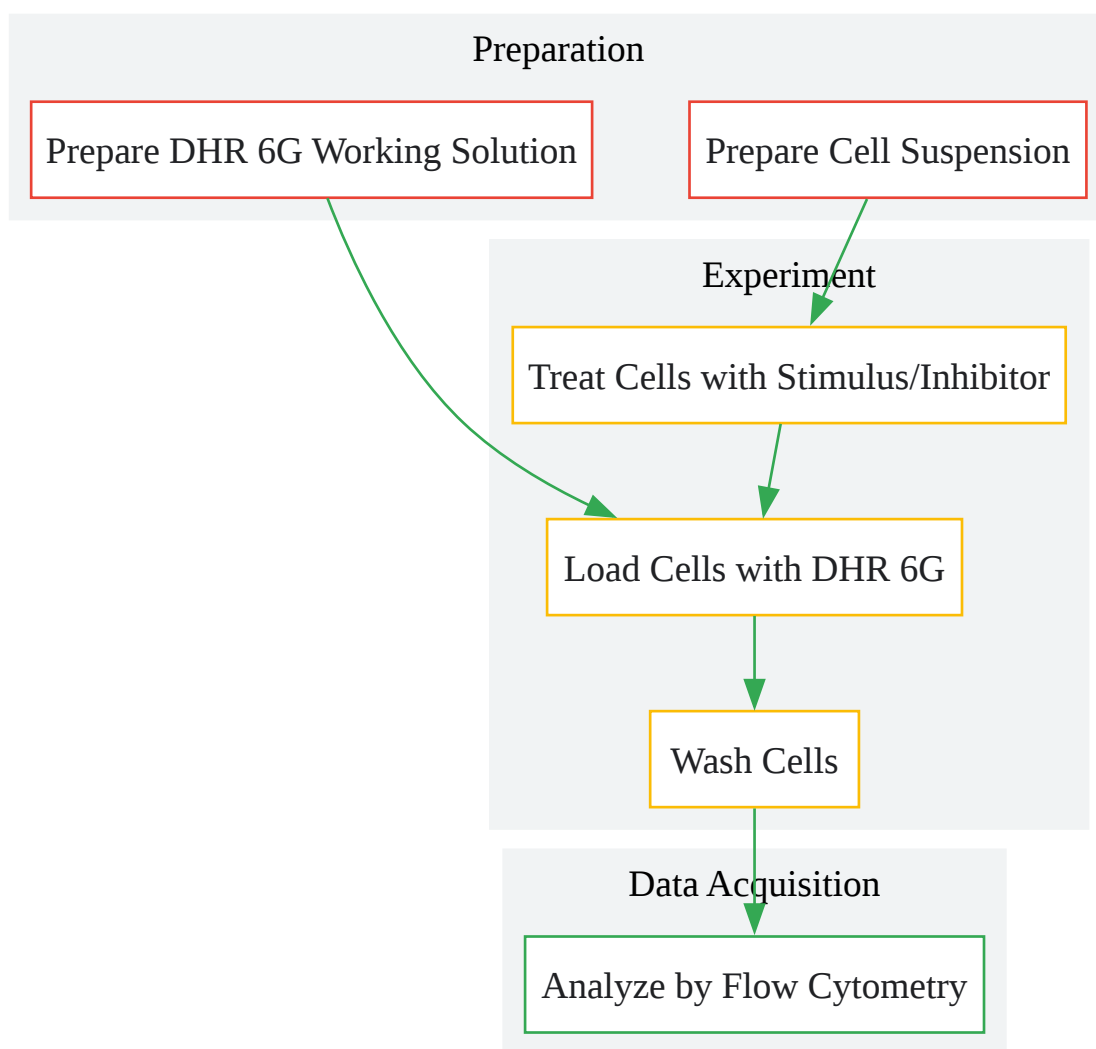 Preparation
Prepare DHR 6G Working Solution
Prepare Cell Suspension
Experiment
Treat Cells with Stimulus/Inhibitor
Load Cells with DHR 6G
Wash Cells
Data Acquisition
Analyze by Flow Cytometry